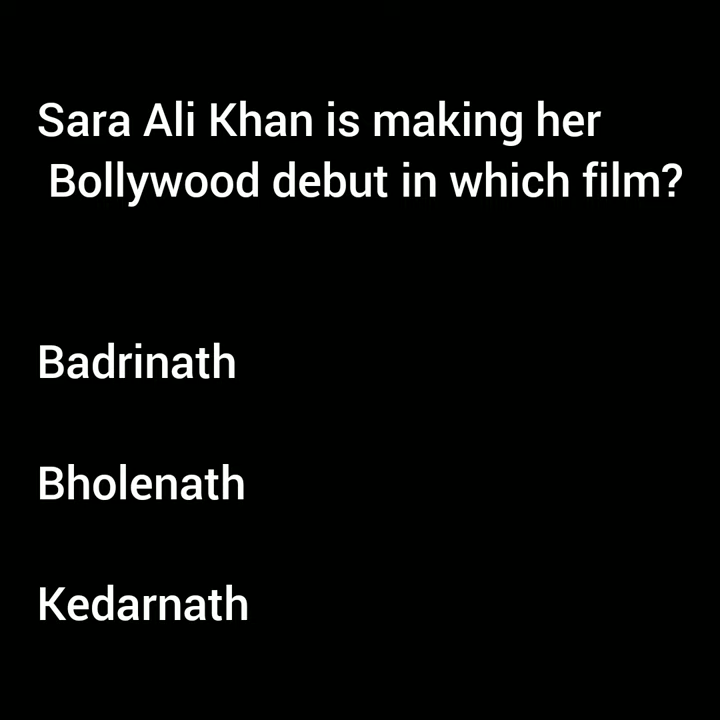 Sara Ali Khan is making her
Bollywood debut in which film?
Badrinath
Bholenath
Kedarnath